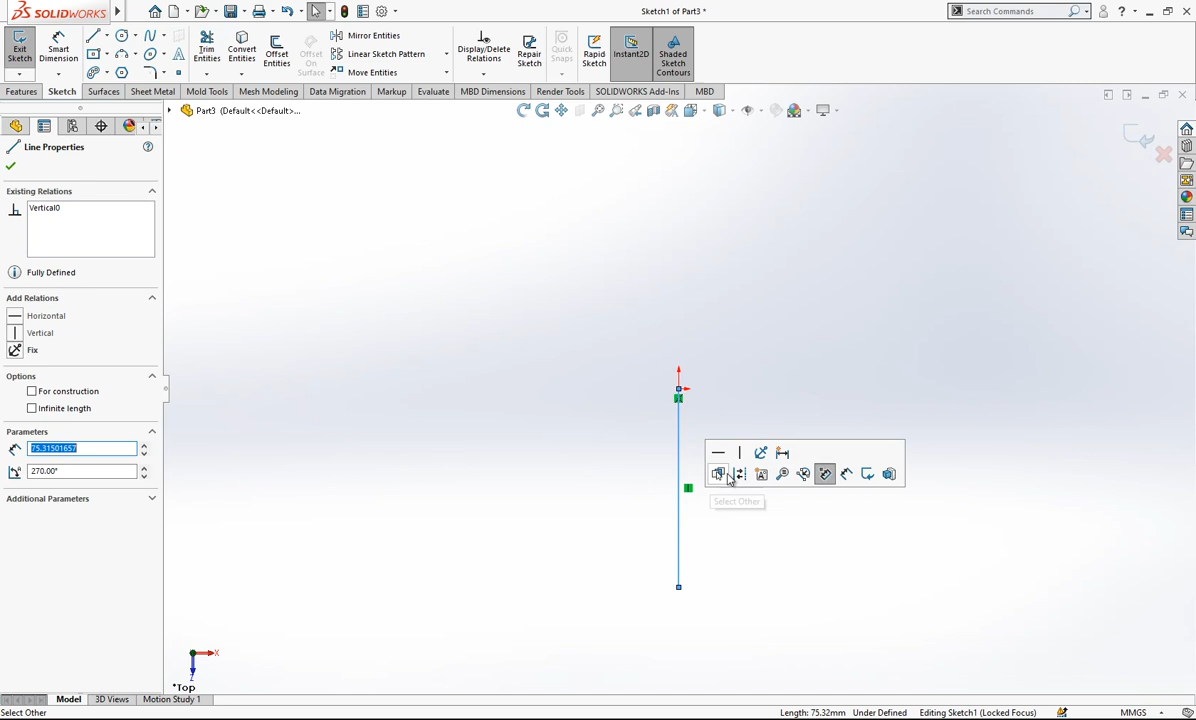 SOLIDWORKS
Sketch1 of Part3 *
Search Commands
Exit Sketch
Smart Dimension
Trim Entities
Convert Entities
Offset Entities
Offset On Surface
Mirror Entities
Linear Sketch Pattern
Move Entities
Display/Delete Relations
Repair Sketch
Quick Snaps
Rapid Sketch
Instant2D
Shaded Sketch Contours
Features
Sketch
Surfaces
Sheet Metal
Mold Tools
Mesh Modeling
Data Migration
Markup
Evaluate
MBD Dimensions
Render Tools
SOLIDWORKS Add-Ins
MBD
Part3 (Default<<Default>...
Line Properties
Existing Relations
Vertical0
Fully Defined
Add Relations
Horizontal
Vertical
Fix
Options
For construction
Infinite length
Parameters
75.31501657
270.00°
Additional Parameters
Select Other
X
Z
*Top
Model
3D Views
Motion Study 1
Select Other
Length: 75.32mm
Under Defined
Editing Sketch1 (Locked Focus)
MMGS